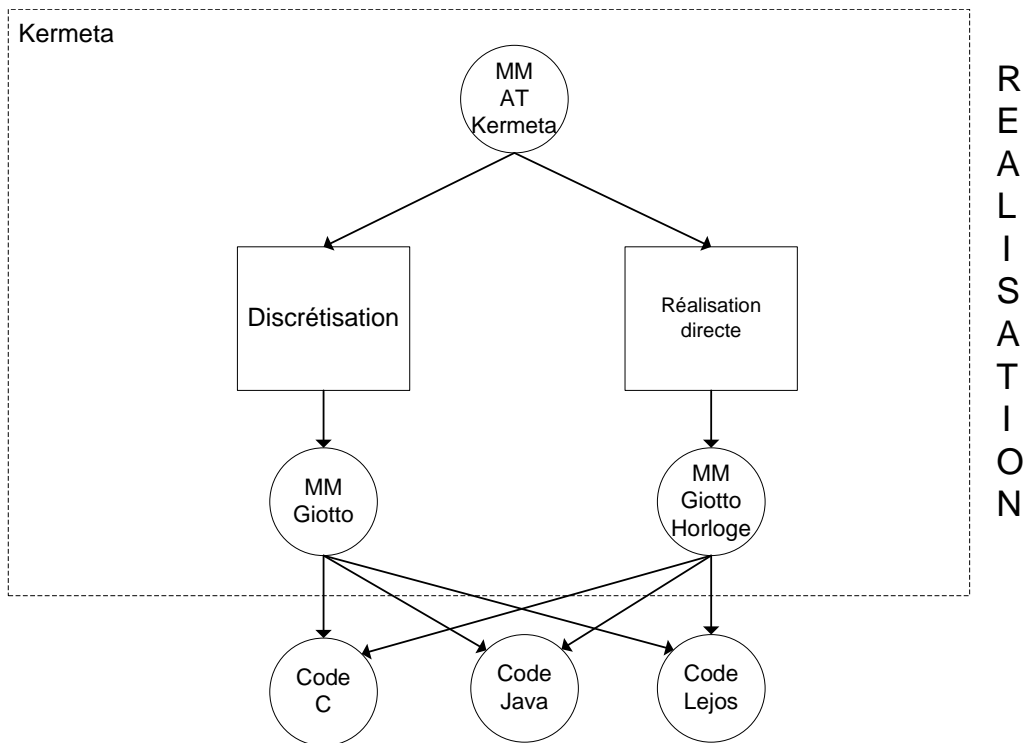 Kermeta
MM
AT
Kermeta
Discrétisation
Réalisation
directe
MM
Giotto
MM
Giotto
Horloge
Code
C
Code
Java
Code
Lejos
R
E
A
L
I
S
A
T
I
O
N